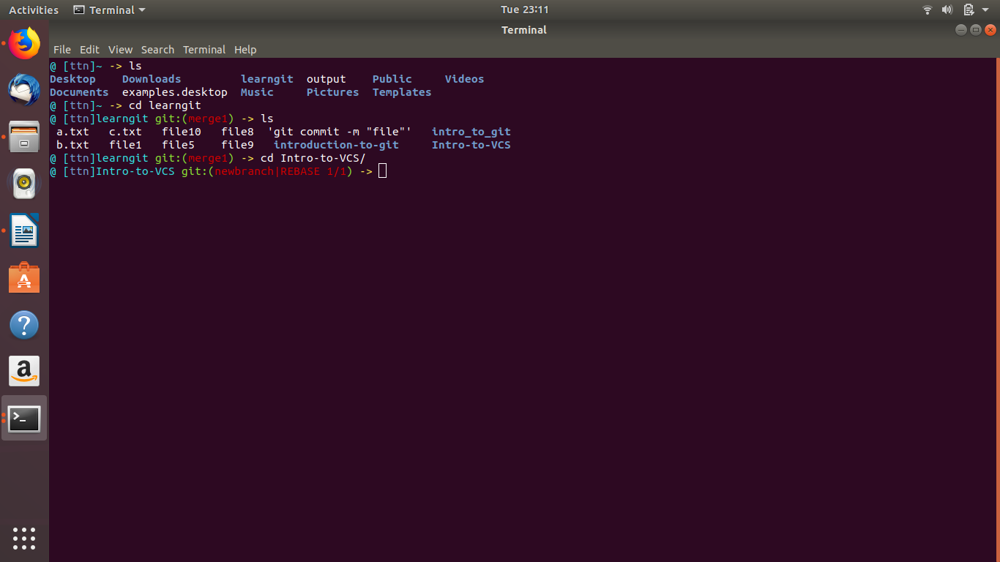 Activities Terminal Tue 23:11
Terminal
File Edit View Search Terminal Help
@ [ttn]~ -> ls
Desktop    Downloads         learngit  output    Public     Videos
Documents  examples.desktop  Music     Pictures  Templates
@ [ttn]~ -> cd learngit
@ [ttn]learngit git:(merge1) -> ls
 a.txt   c.txt   file10   file8  'git commit -m "file"'   intro_to_git
 b.txt   file1   file5    file9   introduction-to-git     Intro-to-VCS
@ [ttn]learngit git:(merge1) -> cd Intro-to-VCS/
@ [ttn]Intro-to-VCS git:(newbranch|REBASE 1/1) ->